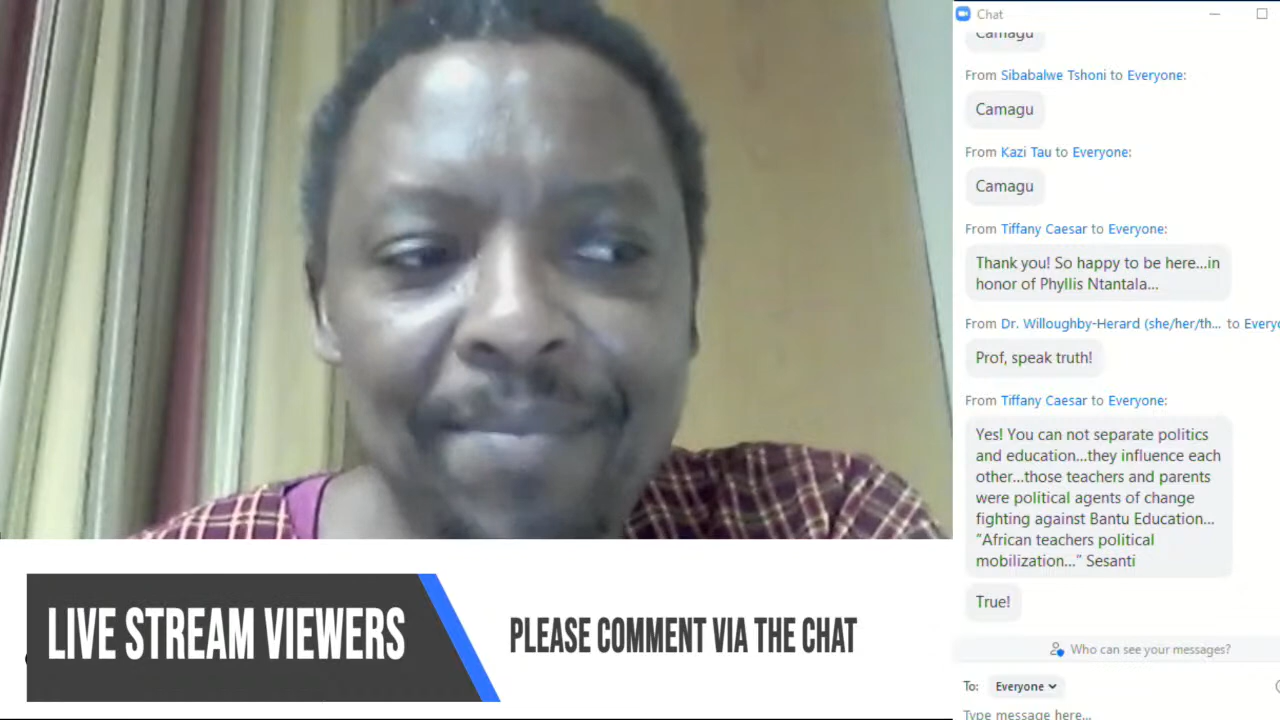 LIVE STREAM VIEWERS
PLEASE COMMENT VIA THE CHAT
Chat
Camagu
From Sibabalwe Tshoni to Everyone:
Camagu
From Kazi Tau to Everyone:
Camagu
From Tiffany Caesar to Everyone:
Thank you! So happy to be here...in
honor of Phyllis Ntantala...
From Dr. Willoughby-Herard (she/her/th... to Everyo
Prof, speak truth!
From Tiffany Caesar to Everyone:
Yes! You can not separate politics
and education...they influence each
other...those teachers and parents
were political agents of change
fighting against Bantu Education...
“African teachers political
mobilization...” Sesanti
True!
Who can see your messages?
To: Everyone
Type message here...